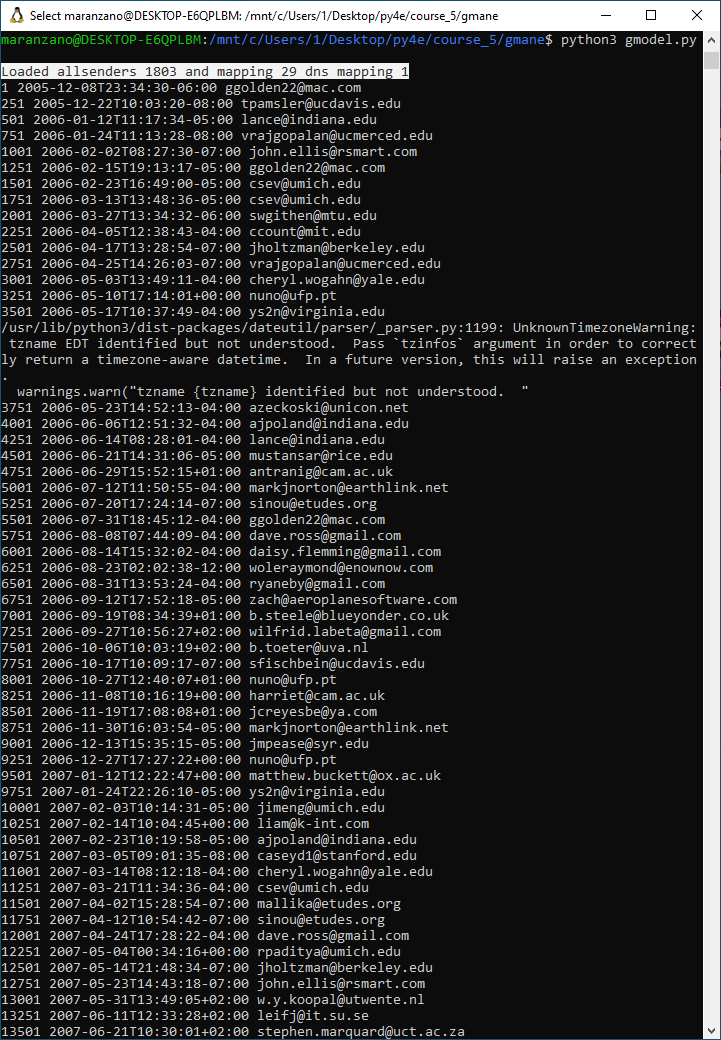 Select maranzano@DESKTOP-E6QPLBM: /mnt/c/Users/1/Desktop/py4e/course_5/gmane
maranzano@DESKTOP-E6QPLBM:/mnt/c/Users/1/Desktop/py4e/course_5/gmane$ python3 gmodel.py
Loaded allsenders 1803 and mapping 29 dns mapping 1
1 2005-12-08T23:34:30-06:00 ggolden22@mac.com
251 2005-12-22T10:03:20-08:00 tpamsler@ucdavis.edu
501 2006-01-12T11:17:34-05:00 lance@indiana.edu
751 2006-01-24T11:13:28-08:00 vrajgopalan@ucmerced.edu
1001 2006-02-02T08:27:30-07:00 john.ellis@rsmart.com
1251 2006-02-15T19:13:17-05:00 ggolden22@mac.com
1501 2006-02-23T16:49:00-05:00 csev@umich.edu
1751 2006-03-13T13:48:36-05:00 csev@umich.edu
2001 2006-03-27T13:34:32-06:00 swgithen@mtu.edu
2251 2006-04-05T12:38:43-04:00 ccount@mit.edu
2501 2006-04-17T13:28:54-07:00 jholtzman@berkeley.edu
2751 2006-04-25T14:26:03-07:00 vrajgopalan@ucmerced.edu
3001 2006-05-03T13:49:11-04:00 cheryl.wogahn@yale.edu
3251 2006-05-10T17:14:01+00:00 nuno@ufp.pt
3501 2006-05-17T10:37:49-04:00 ys2n@virginia.edu
/usr/lib/python3/dist-packages/dateutil/parser/_parser.py:1199: UnknownTimezoneWarning:
 tzname EDT identified but not understood.  Pass `tzinfos` argument in order to correct
ly return a timezone-aware datetime.  In a future version, this will raise an exception
.
  warnings.warn("tzname {tzname} identified but not understood.  "
3751 2006-05-23T14:52:13-04:00 azeckoski@unicon.net
4001 2006-06-06T12:51:32-04:00 ajpoland@indiana.edu
4251 2006-06-14T08:28:01-04:00 lance@indiana.edu
4501 2006-06-21T14:31:06-05:00 mustansar@rice.edu
4751 2006-06-29T15:52:15+01:00 antranig@cam.ac.uk
5001 2006-07-12T11:50:55-04:00 markjnorton@earthlink.net
5251 2006-07-20T17:24:14-07:00 sinou@etudes.org
5501 2006-07-31T18:45:12-04:00 ggolden22@mac.com
5751 2006-08-08T07:44:09-04:00 dave.ross@gmail.com
6001 2006-08-14T15:32:02-04:00 daisy.flemming@gmail.com
6251 2006-08-23T02:02:38-12:00 woleraymond@enownow.com
6501 2006-08-31T13:53:24-04:00 ryaneby@gmail.com
6751 2006-09-12T17:52:18-05:00 zach@aeroplanesoftware.com
7001 2006-09-19T08:34:39+01:00 b.steele@blueyonder.co.uk
7251 2006-09-27T10:56:27+02:00 wilfrid.labeta@gmail.com
7501 2006-10-06T10:03:19+02:00 b.toeter@uva.nl
7751 2006-10-17T10:09:17-07:00 sfischbein@ucdavis.edu
8001 2006-10-27T12:40:07+01:00 nuno@ufp.pt
8251 2006-11-08T10:16:19+00:00 harriet@cam.ac.uk
8501 2006-11-19T17:08:08+01:00 jcreyesbe@ya.com
8751 2006-11-30T16:03:54-05:00 markjnorton@earthlink.net
9001 2006-12-13T15:35:15-05:00 jmpease@syr.edu
9251 2006-12-27T17:27:22+00:00 nuno@ufp.pt
9501 2007-01-12T12:22:47+00:00 matthew.buckett@ox.ac.uk
9751 2007-01-24T22:26:10-05:00 ys2n@virginia.edu
10001 2007-02-03T10:14:31-05:00 jimeng@umich.edu
10251 2007-02-14T10:04:45+00:00 liam@k-int.com
10501 2007-02-23T10:19:58-05:00 ajpoland@indiana.edu
10751 2007-03-05T09:01:35-08:00 caseyd1@stanford.edu
11001 2007-03-14T08:12:18-04:00 cheryl.wogahn@yale.edu
11251 2007-03-21T11:34:36-04:00 csev@umich.edu
11501 2007-04-02T15:28:54-07:00 mallika@etudes.org
11751 2007-04-12T10:54:42-07:00 sinou@etudes.org
12001 2007-04-24T17:28:22-04:00 dave.ross@gmail.com
12251 2007-05-04T00:34:16+00:00 rpaditya@umich.edu
12501 2007-05-14T21:48:34-07:00 jholtzman@berkeley.edu
12751 2007-05-23T14:43:18-07:00 john.ellis@rsmart.com
13001 2007-05-31T13:49:05+02:00 w.y.koopal@utwente.nl
13251 2007-06-11T12:33:28+02:00 leifj@it.su.se
13501 2007-06-21T10:30:01+02:00 stephen.marquard@uct.ac.za